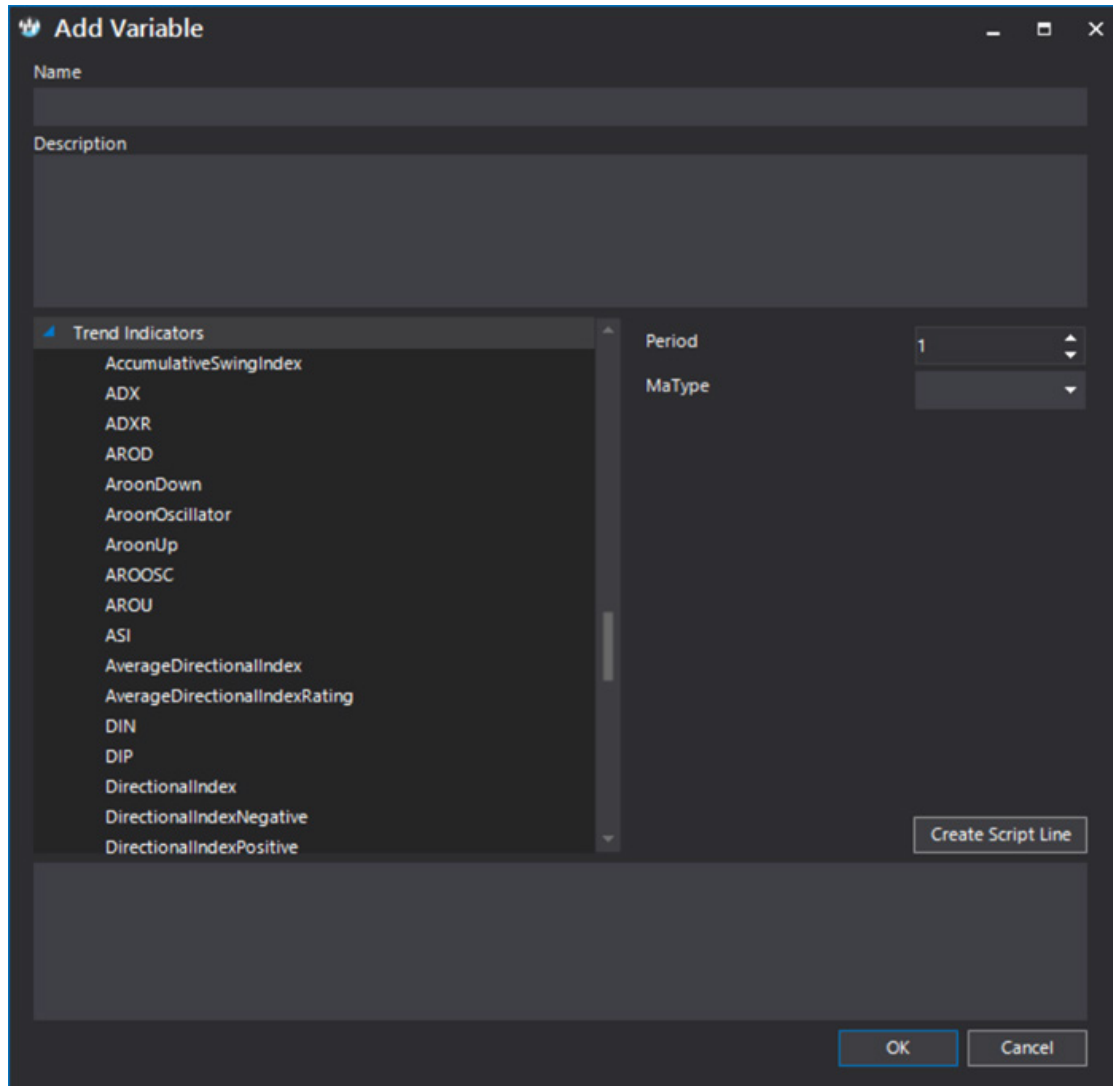 Add Variable
Name
Description
Trend Indicators
AccumulativeSwingIndex
ADX
ADXR
AROD
AroonDown
AroonOscillator
AroonUp
AROOSC
AROU
ASI
AverageDirectionalIndex
AverageDirectionalIndexRating
DIN
DIP
DirectionalIndex
DirectionalIndexNegative
DirectionalIndexPositive
Period 1
MaType
Create Script Line
OK Cancel